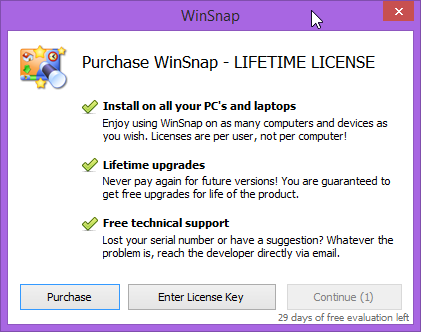 WinSnap
Purchase WinSnap - LIFETIME LICENSE
Install on all your PC's and laptops
Enjoy using WinSnap on as many computers and devices as
you wish. Licenses are per user, not per computer!
Lifetime upgrades
Never pay again for future versions! You are guaranteed to
get free upgrades for life of the product.
Free technical support
Lost your serial number or have a suggestion? Whatever the
problem is, reach the developer directly via email.
Purchase
Enter License Key
Continue (1)
29 days of free evaluation left